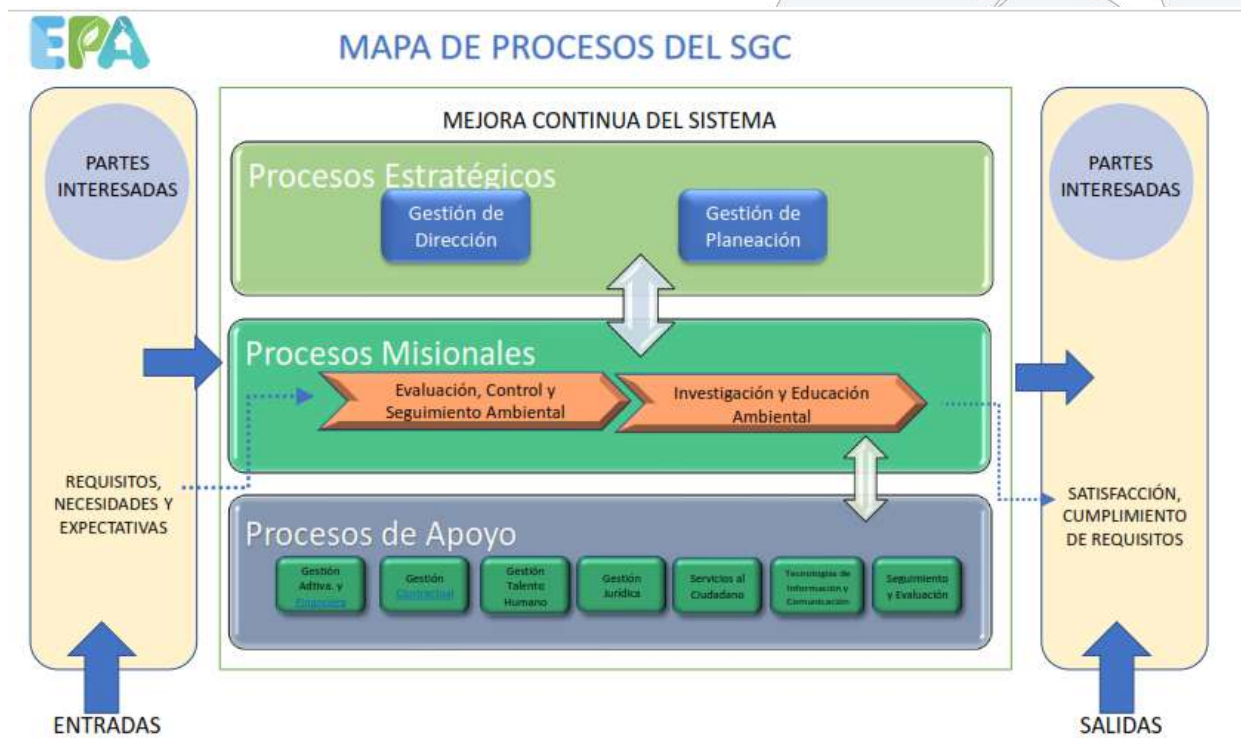 EPA
MAPA DE PROCESOS DEL SGC
PARTES
INTERESADAS
REQUISITOS,
NECESIDADES Y
EXPECTATIVAS
ENTRADAS
MEJORA CONTINUA DEL SISTEMA
Procesos Estratégicos
Gestión de
Dirección
Gestión de
Planeación
Procesos Misionales
Evaluación, Control y
Seguimiento Ambiental
Investigación y Educación
Ambiental
Procesos de Apoyo
Gestión
Adtiva. y
Financiera
Gestión
Contractual
Gestión
Talento
Humano
Gestión
Jurídica
Servicios al
Ciudadano
Tecnologías de
Información y
Comunicación
Seguimiento
y Evaluación
PARTES
INTERESADAS
SATISFACCIÓN,
CUMPLIMIENTO
DE REQUISITOS
SALIDAS